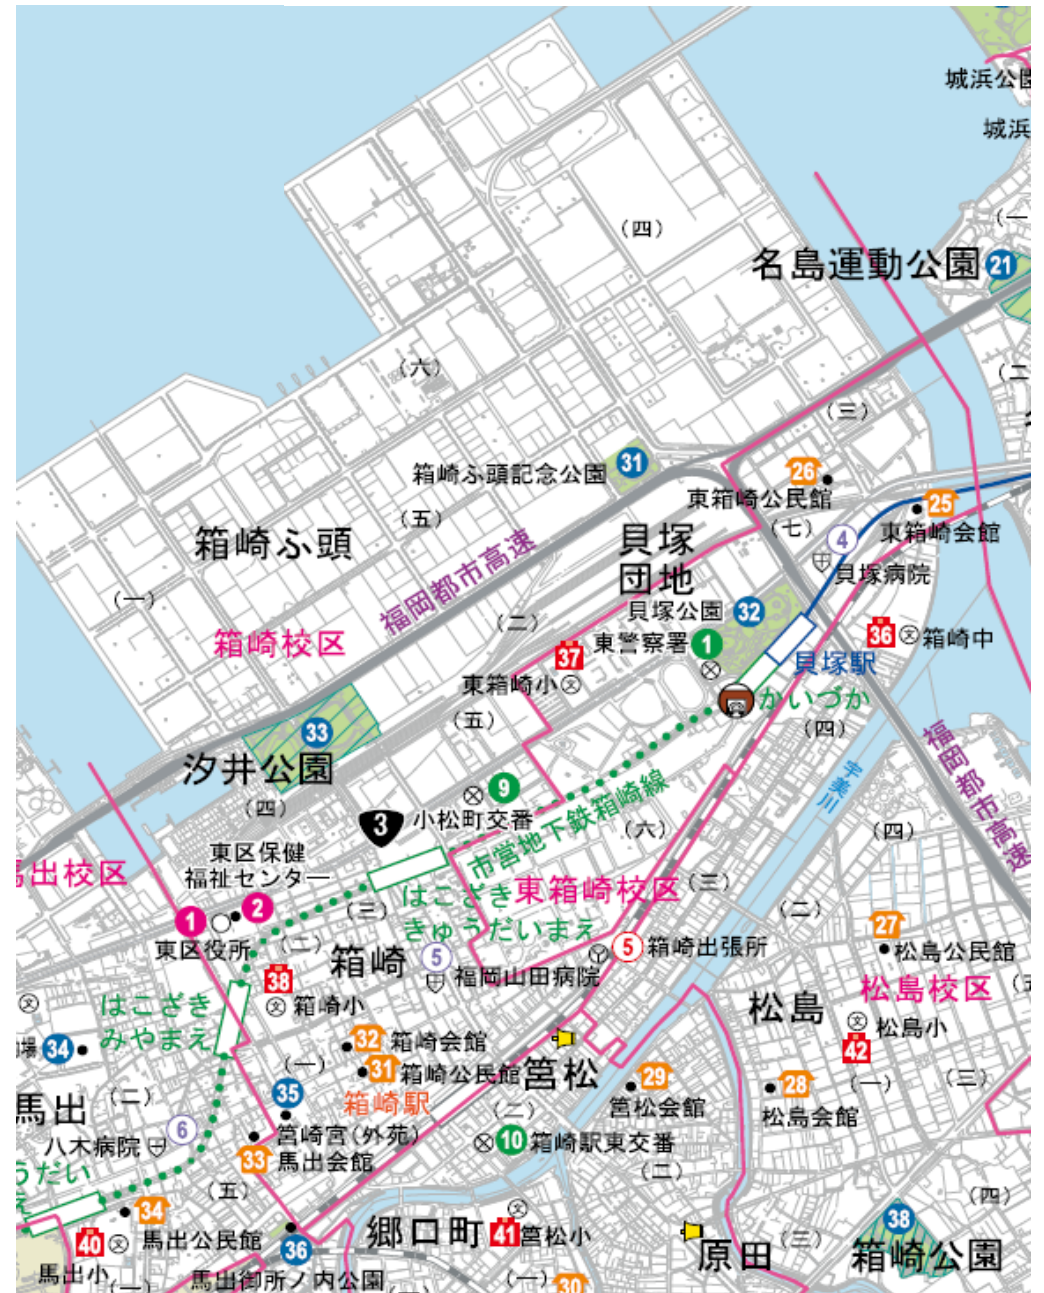 城浜公園
城浜
(四)
(一
名島運動公園 21
(六)
(二
(三)
31
箱崎ふ頭記念公園
26
東箱崎公民館
25
東箱崎会館
(五)
(七)
4
貝塚病院
箱崎ふ頭
福岡都市高速
貝塚
団地
(一)
(二)
貝塚公園 32
箱崎校区
東警察署 1
36 文 箱崎中
37
東箱崎小 文
貝塚駅
かいづか
(五)
(四)
33
汐井公園
福岡都市高速
宇美川
(四)
9
小松町交番
3
市営地下鉄箱崎線
(六)
(四)
東区保健
福祉センター
馬出校区
はこざき
きゅうだいまえ
東箱崎校区
(三)
(三)
(二)
1 2
東区役所
(二)
27
松島公民館
箱崎
5
福岡山田病院
5 箱崎出張所
松島校区
38
文 箱崎小
松島
文 松島小
42
はこざき
みやまえ
場 34
32 箱崎会館
31 箱崎公民館
箱崎駅
(一)
筥松
29
筥松会館
28
松島会館
(一)
(三)
馬出
(二)
35
筥崎宮(外苑)
(二)
10 箱崎駅東交番
八木病院
6
33 馬出会館
(二)
うだい
え
(五)
34
馬出公民館
40 文
馬出小
36
馬出御所ノ内公園
郷口町
文
41 筥松小
(一)
30
原田
(三)
38
箱崎公園
(四)
(一)